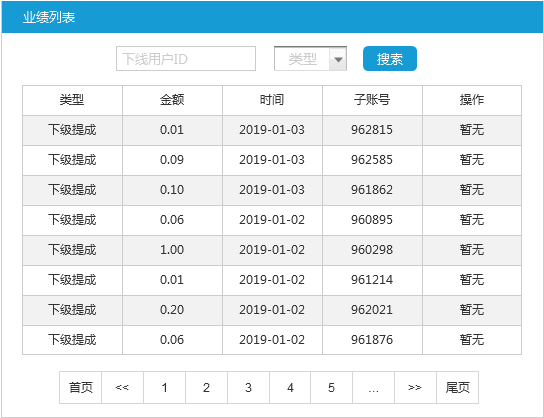 业绩列表
下线用户ID 类型 搜索
类型 金额 时间 子账号 操作
下级提成 0.01 2019-01-03 962815 暂无
下级提成 0.09 2019-01-03 962585 暂无
下级提成 0.10 2019-01-03 961862 暂无
下级提成 0.06 2019-01-02 960895 暂无
下级提成 1.00 2019-01-02 960298 暂无
下级提成 0.01 2019-01-02 961214 暂无
下级提成 0.20 2019-01-02 962021 暂无
下级提成 0.06 2019-01-02 961876 暂无
首页 << 1 2 3 4 5 ... >> 尾页